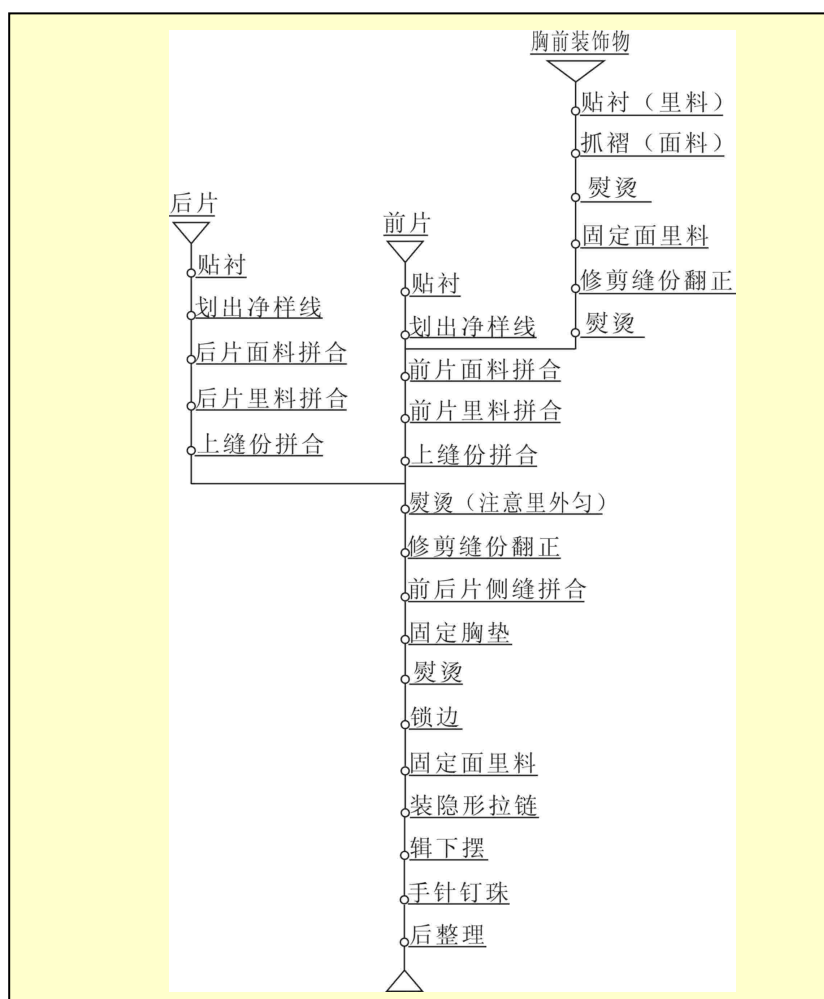 胸前装饰物
贴衬（里料）
抓褶（面料）
熨烫
固定面里料
修剪缝份翻正
熨烫
后片
贴衬
划出净样线
后片面料拼合
后片里料拼合
上缝份拼合
前片
贴衬
划出净样线
前片面料拼合
前片里料拼合
上缝份拼合
熨烫（注意里外匀）
修剪缝份翻正
前后片侧缝拼合
固定胸垫
熨烫
锁边
固定面里料
装隐形拉链
辑下摆
手针钉珠
后整理